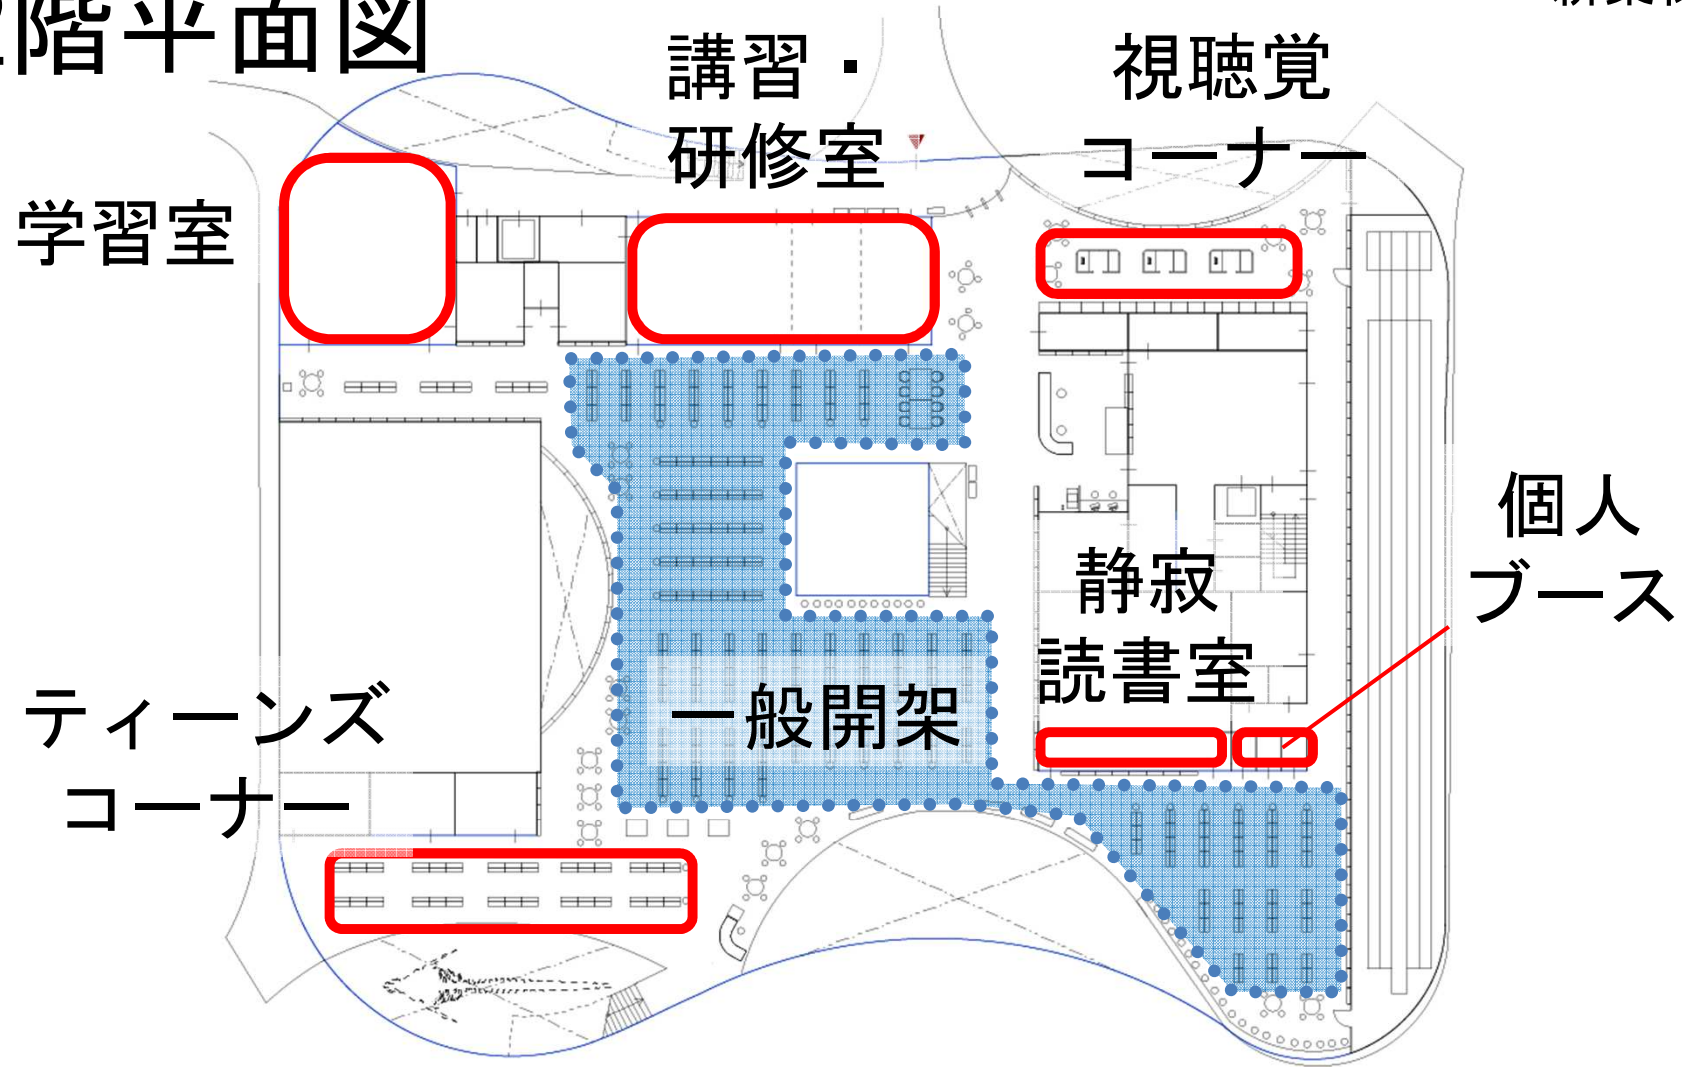 階平面図
講習・
研修室
視聴覚
コーナー
学習室
個人
ブース
静寂
読書室
一般開架
ティーンズ
コーナー